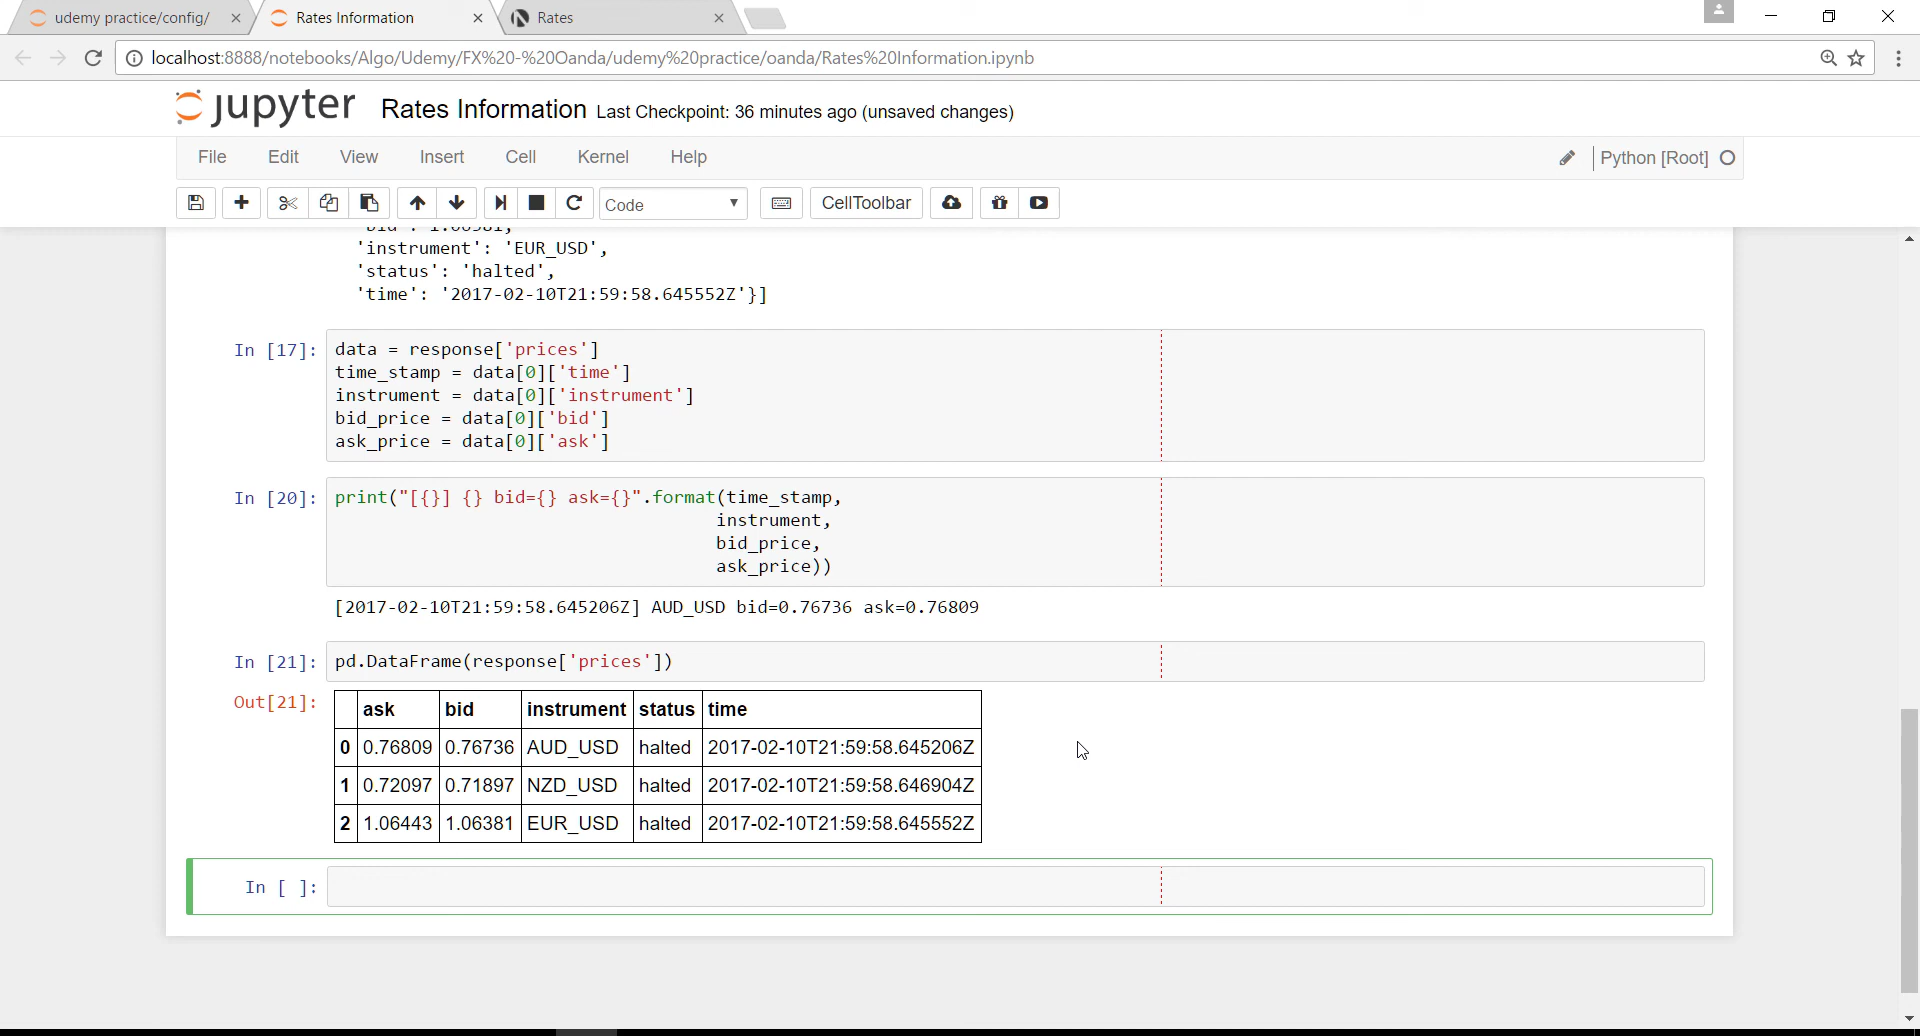 udemy practice/config/
Rates Information
Rates
localhost:8888/notebooks/Algo/Udemy/FX%20-%20Oanda/udemy%20practice/oanda/Rates%20Information.ipynb
jupyter Rates Information Last Checkpoint: 36 minutes ago (unsaved changes)
File Edit View Insert Cell Kernel Help Python [Root]
Code CellToolbar
'instrument': 'EUR_USD',
'status': 'halted',
'time': '2017-02-10T21:59:58.645552Z'}]
In [17]: data = response['prices']
time_stamp = data[0]['time']
instrument = data[0]['instrument']
bid_price = data[0]['bid']
ask_price = data[0]['ask']
In [20]: print("[{}] {} bid={} ask={}".format(time_stamp,
instrument,
bid_price,
ask_price))
[2017-02-10T21:59:58.645206Z] AUD_USD bid=0.76736 ask=0.76809
In [21]: pd.DataFrame(response['prices'])
Out[21]:
ask bid instrument status time
0 0.76809 0.76736 AUD_USD halted 2017-02-10T21:59:58.645206Z
1 0.72097 0.71897 NZD_USD halted 2017-02-10T21:59:58.646904Z
2 1.06443 1.06381 EUR_USD halted 2017-02-10T21:59:58.645552Z
In [ ]: